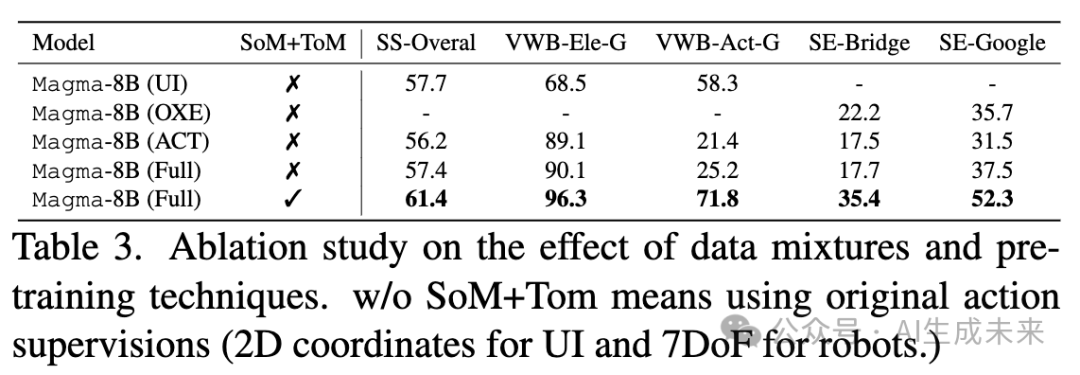 Model SoM+ToM SS-Overal VWB-Ele-G VWB-Act-G SE-Bridge SE-Google
Magma-8B (UI) ✗ 57.7 68.5 58.3 - -
Magma-8B (OXE) ✗ - - - 22.2 35.7
Magma-8B (ACT) ✗ 56.2 89.1 21.4 17.5 31.5
Magma-8B (Full) ✗ 57.4 90.1 25.2 17.7 37.5
Magma-8B (Full) ✓ 61.4 96.3 71.8 35.4 52.3
Table 3. Ablation study on the effect of data mixtures and pre-
training techniques. w/o SoM+Tom means using original action
supervisions (2D coordinates for UI and 7DoF for robots.)
公众号 · AI生成未来